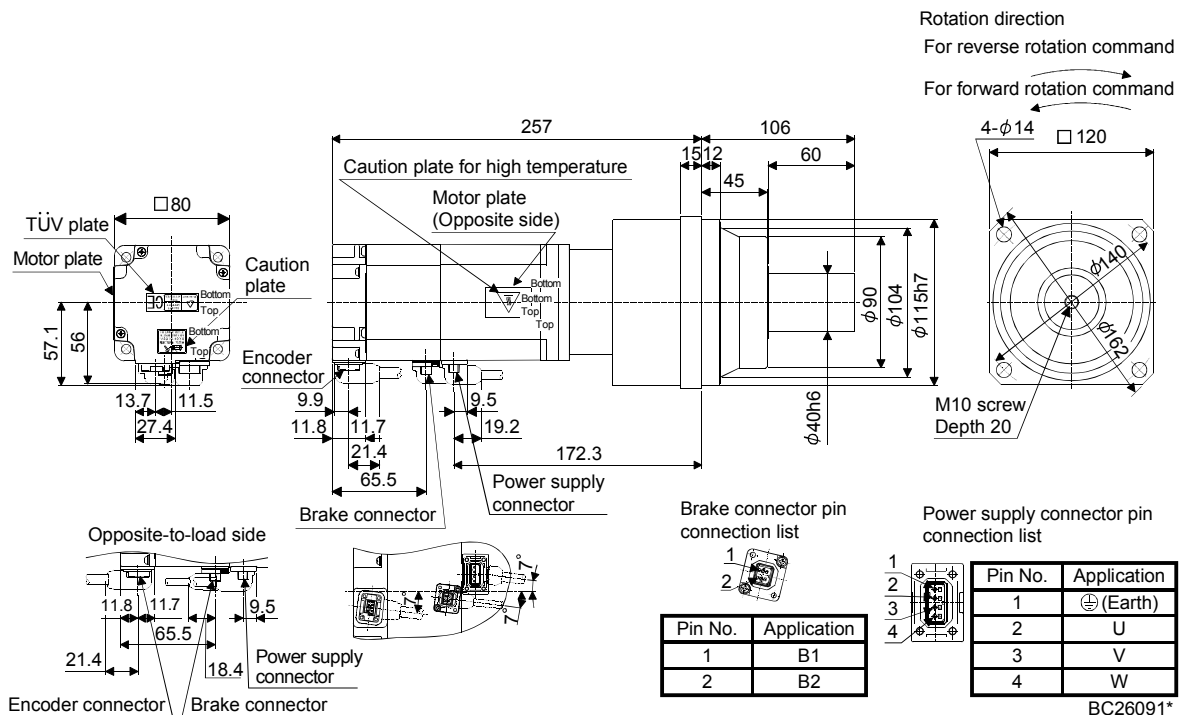 Rotation direction
For reverse rotation command
For forward rotation command
257
106
4-ϕ14
□120
15
12
60
45
Caution plate for high temperature
Motor plate
(Opposite side)
□80
TÜV plate
Motor plate
Caution
plate
Bottom
Top
Bottom
Top
Bottom
Bottom
Top
Top
57.1
56
13.7
11.5
27.4
Encoder
connector
9.9
11.8
11.7
21.4
65.5
9.5
19.2
172.3
Brake connector
Power supply
connector
ϕ40h6
ϕ90
ϕ104
ϕ115h7
ϕ140
ϕ162
M10 screw
Depth 20
Opposite-to-load side
11.8
11.7
9.5
65.5
21.4
18.4
Power supply
connector
Encoder connector
Brake connector
7°
7°
7°
Brake connector pin
connection list
1
2
Pin No. Application
1 B1
2 B2
Power supply connector pin
connection list
1
2
3
4
Pin No. Application
1 ⏚ (Earth)
2 U
3 V
4 W
BC26091*